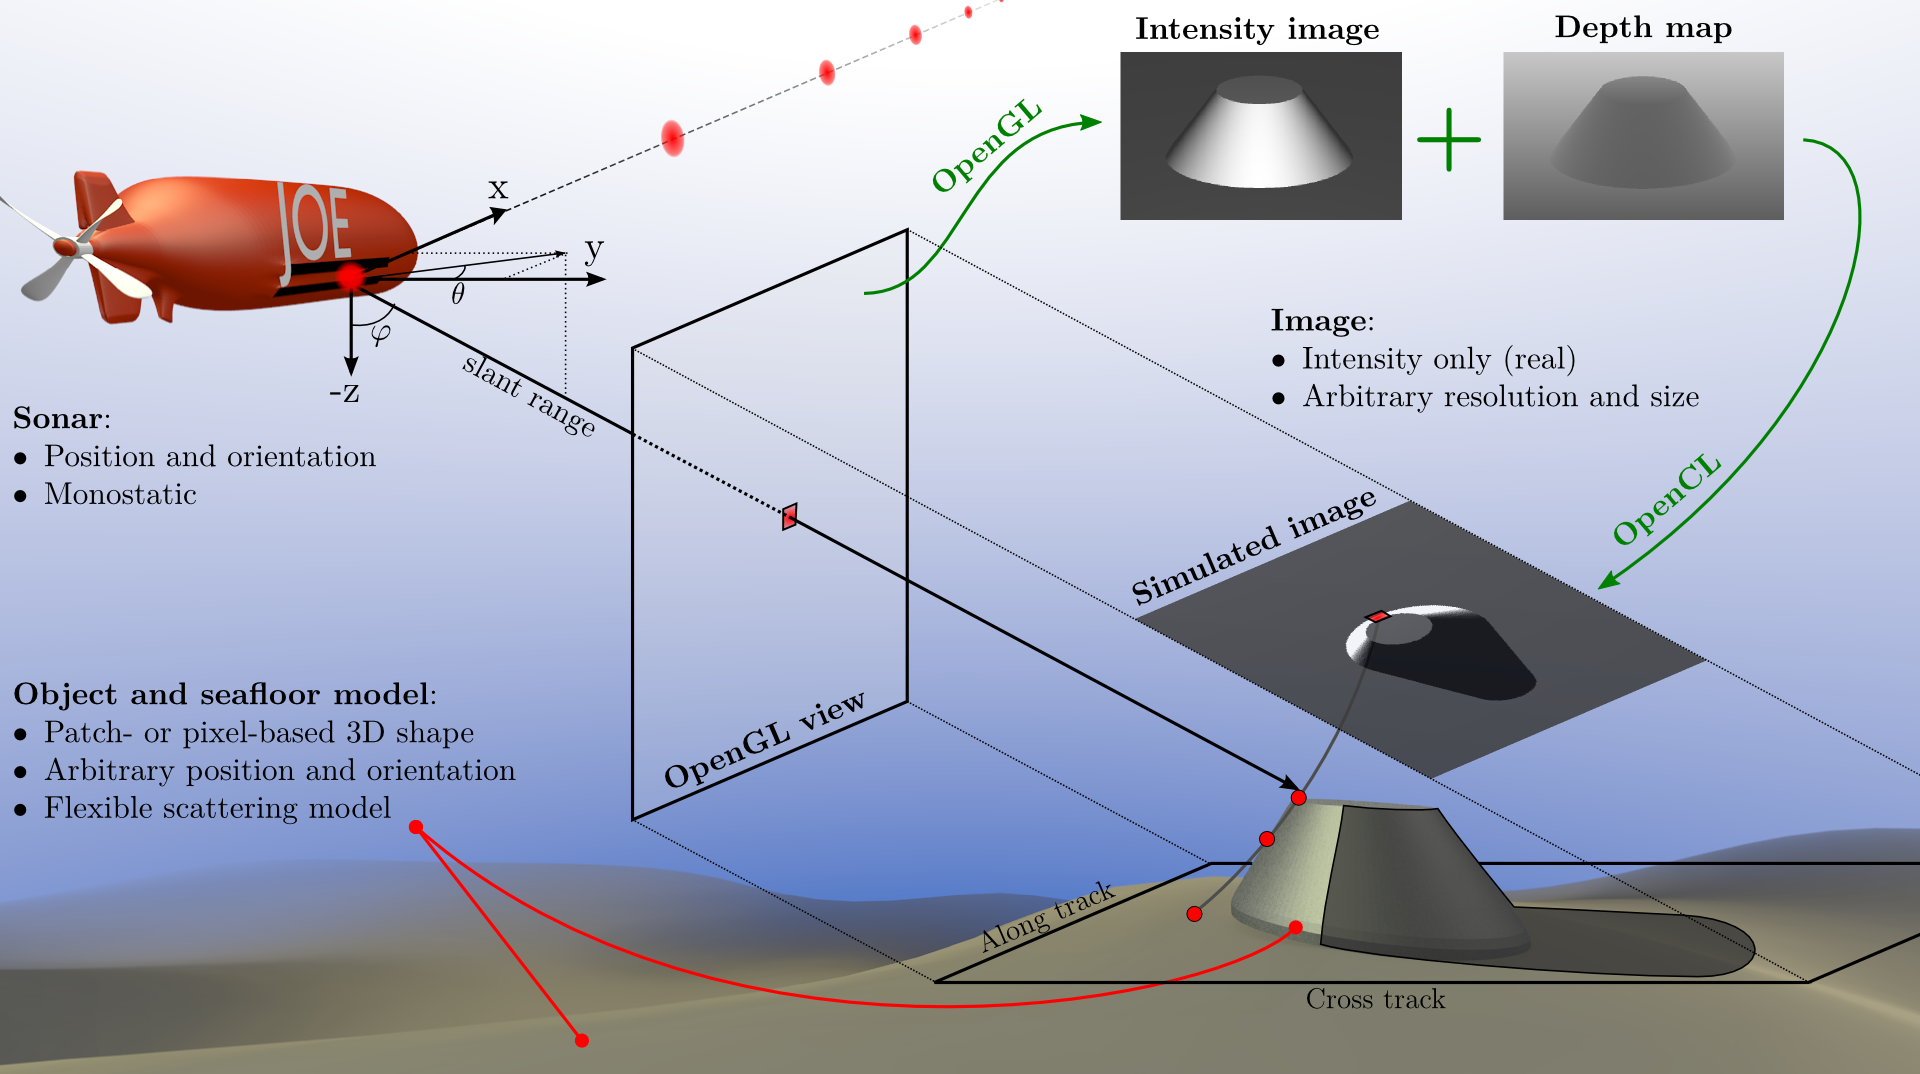 Intensity image
Depth map
OpenGL
JOE
x
y
θ
φ
-z
slant range
Image:
• Intensity only (real)
• Arbitrary resolution and size
Sonar:
• Position and orientation
• Monostatic
OpenCL
Simulated image
Object and seafloor model:
• Patch- or pixel-based 3D shape
• Arbitrary position and orientation
• Flexible scattering model
OpenGL view
Along track
Cross track